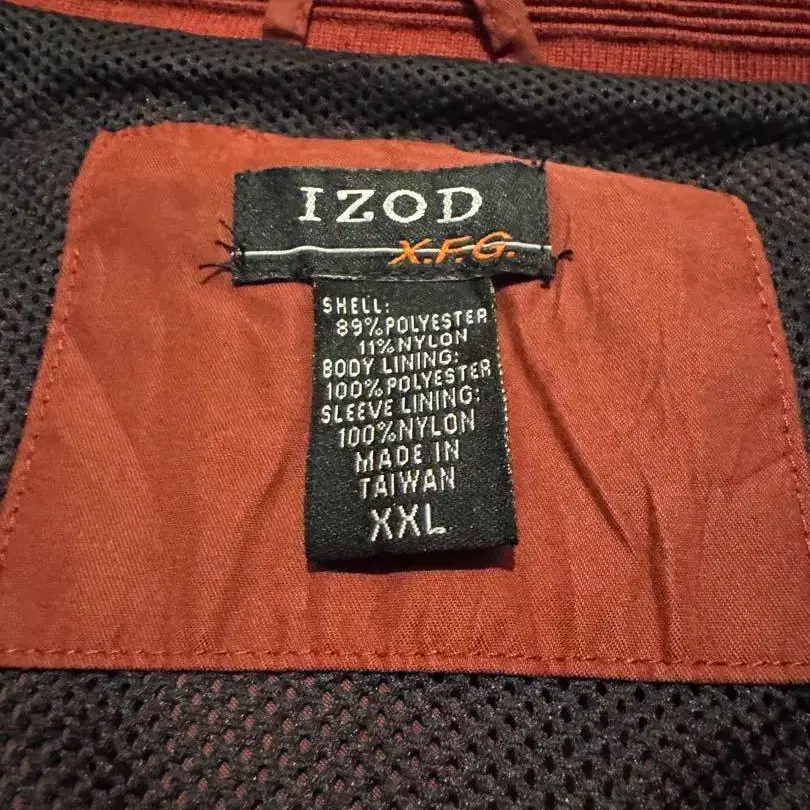 IZOD
X.F.G.
SHELL:
89%POLYESTER
11%NYLON
BODY LINING:
100%POLYESTER
SLEEVE LINING:
100%NYLON
MADE IN
TAIWAN
XXL